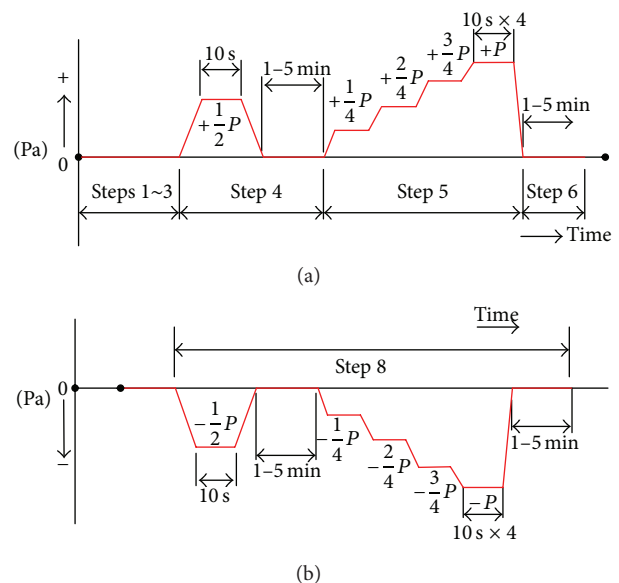 10 s × 4
+P
+3/4 P
10 s
1–5 min
+2/4 P
1–5 min
+
+1/4 P
+1/2 P
(Pa)
0
Steps 1~3
Step 4
Step 5
Step 6
Time
(a)
Time
Step 8
0
(Pa)
−
−1/2 P
10 s
1–5 min
−1/4 P
−2/4 P
−3/4 P
−P
1–5 min
10 s × 4
(b)